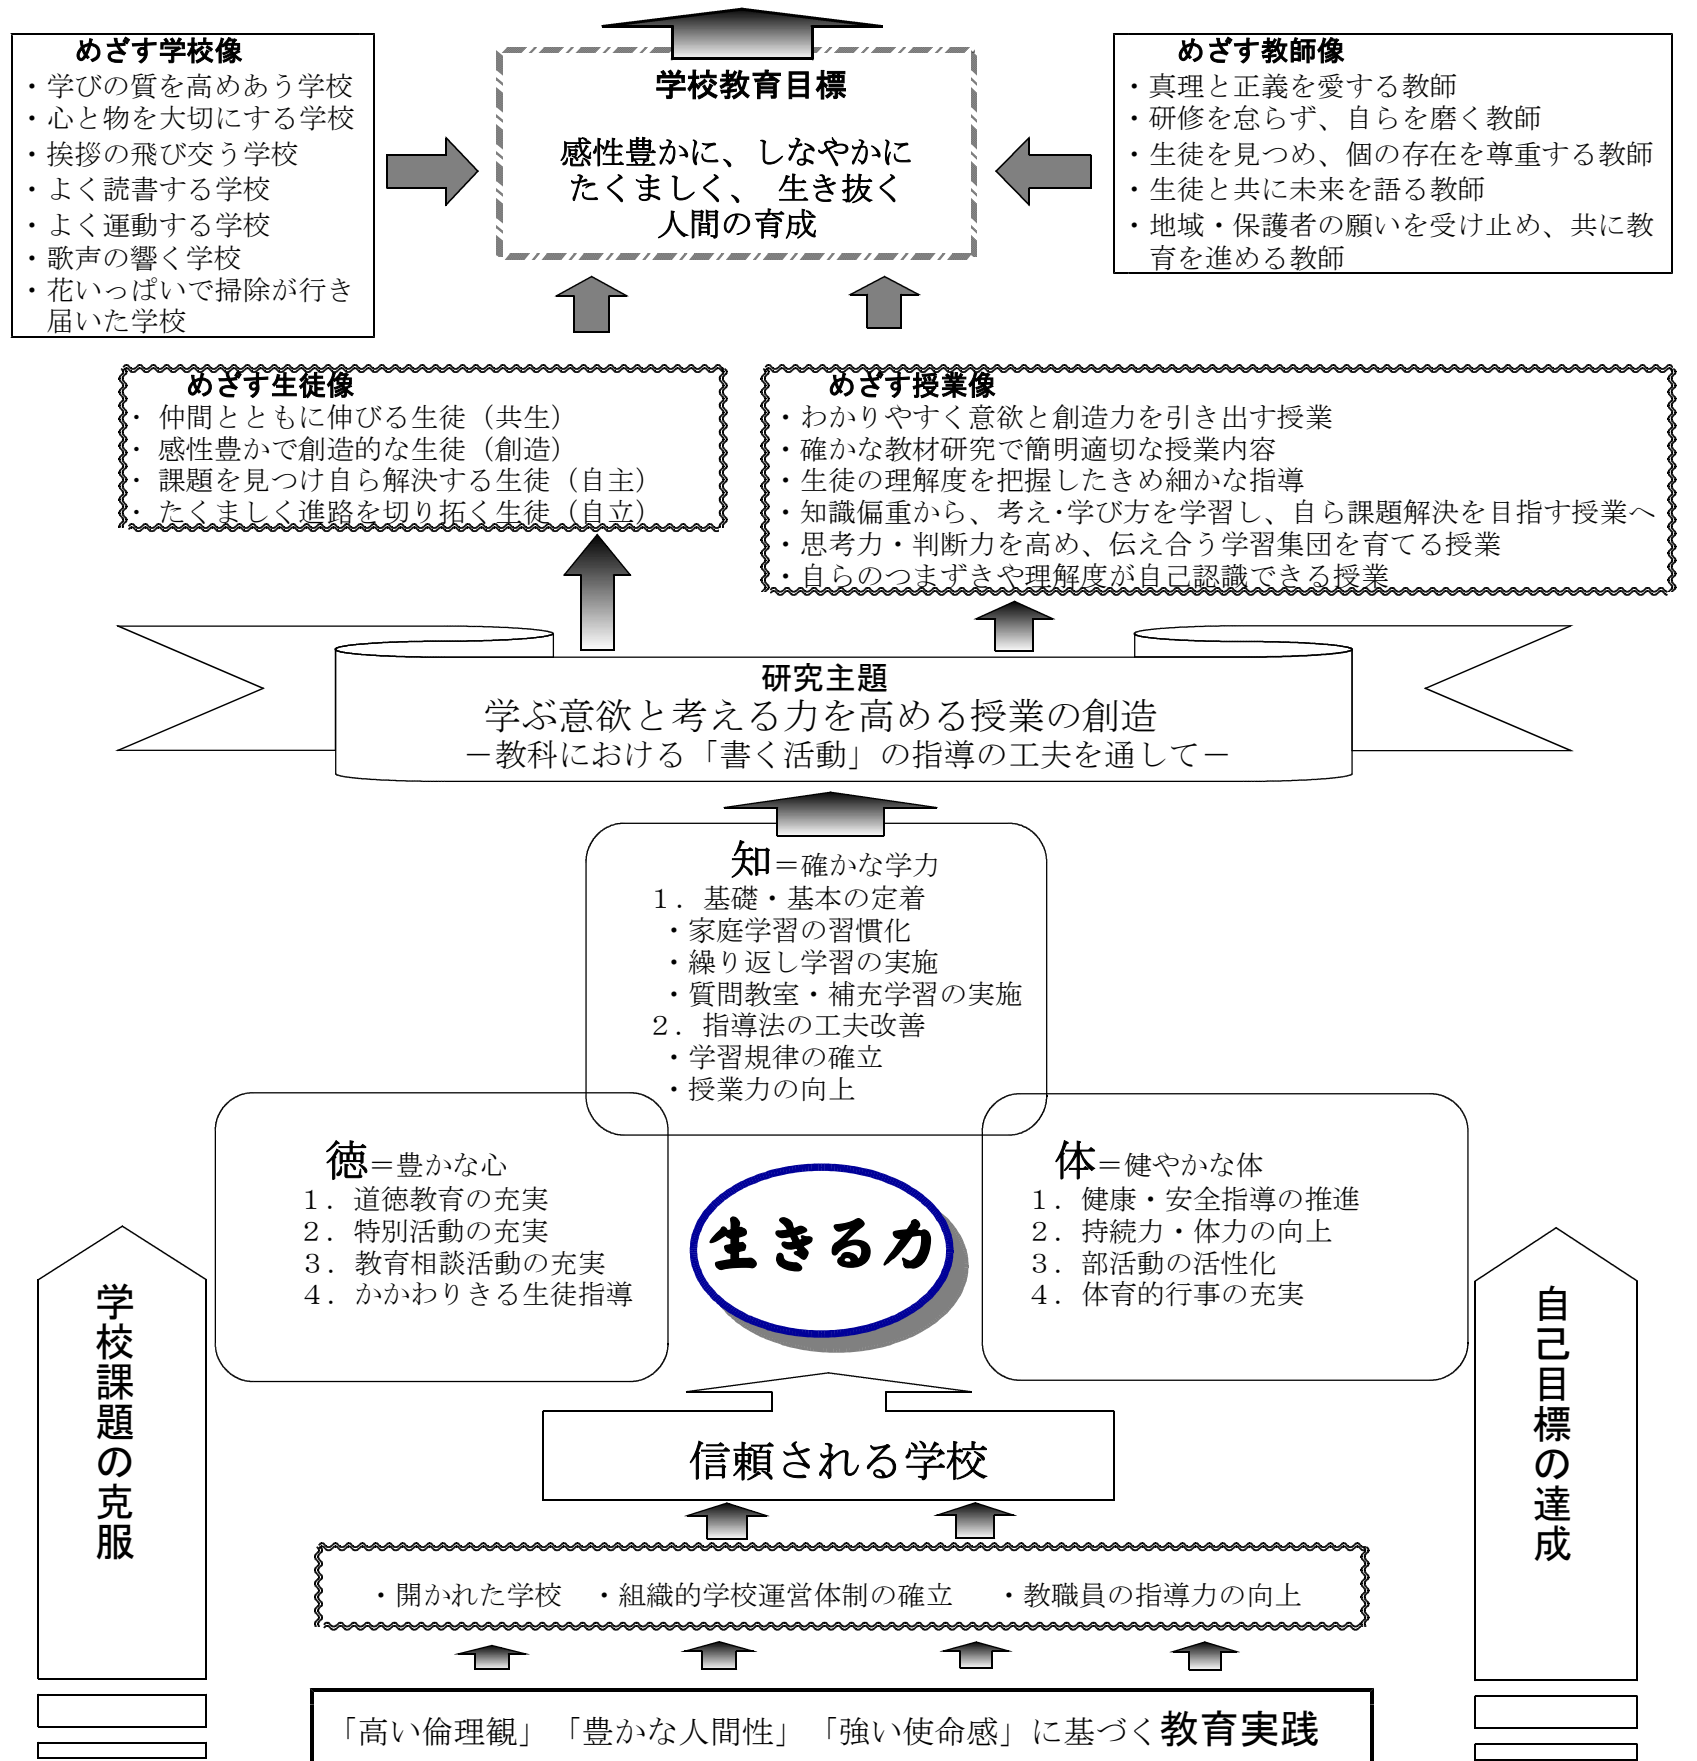 めざす学校像
・学びの質を高めあう学校
・心と物を大切にする学校
・挨拶の飛び交う学校
・よく読書する学校
・よく運動する学校
・歌声の響く学校
・花いっぱいで掃除が行き
届いた学校
学校教育目標
感性豊かに、しなやかに
たくましく、 生き抜く
人間の育成
めざす教師像
・真理と正義を愛する教師
・研修を怠らず、自らを磨く教師
・生徒を見つめ、個の存在を尊重する教師
・生徒と共に未来を語る教師
・地域・保護者の願いを受け止め、共に教
育を進める教師
めざす生徒像
・ 仲間とともに伸びる生徒（共生）
・ 感性豊かで創造的な生徒（創造）
・ 課題を見つけ自ら解決する生徒（自主）
・ たくましく進路を切り拓く生徒（自立）
めざす授業像
・わかりやすく意欲と創造力を引き出す授業
・確かな教材研究で簡明適切な授業内容
・生徒の理解度を把握したきめ細かな指導
・知識偏重から、考え･学び方を学習し、自ら課題解決を目指す授業へ
・思考力・判断力を高め、伝え合う学習集団を育てる授業
・自らのつまずきや理解度が自己認識できる授業
研究主題
学ぶ意欲と考える力を高める授業の創造
－教科における「書く活動」の指導の工夫を通して－
知＝確かな学力
１．基礎・基本の定着
・家庭学習の習慣化
・繰り返し学習の実施
・質問教室・補充学習の実施
２．指導法の工夫改善
・学習規律の確立
・授業力の向上
徳＝豊かな心
１．道徳教育の充実
２．特別活動の充実
３．教育相談活動の充実
４．かかわりきる生徒指導
生きる力
体＝健やかな体
１．健康・安全指導の推進
２．持続力・体力の向上
３．部活動の活性化
４．体育的行事の充実
学校課題の克服
自己目標の達成
信頼される学校
・開かれた学校 ・組織的学校運営体制の確立 ・教職員の指導力の向上
「高い倫理観」「豊かな人間性」「強い使命感」に基づく教育実践